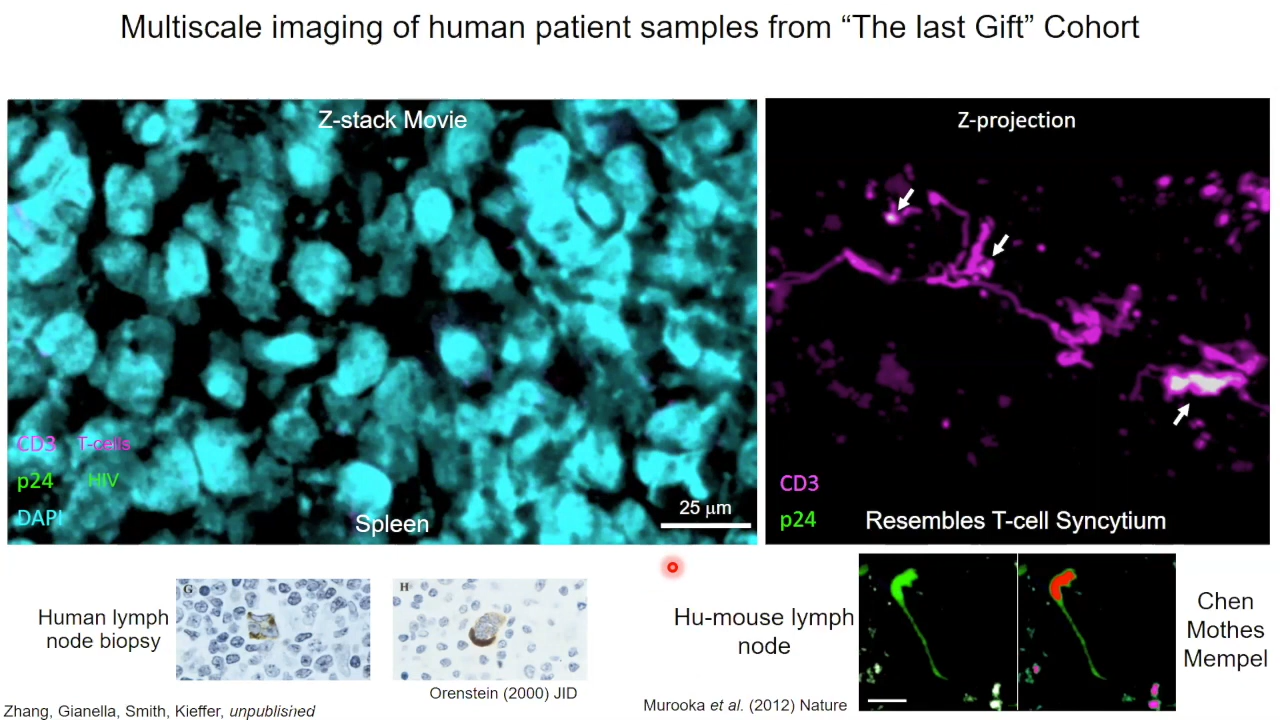 Multiscale imaging of human patient samples from “The last Gift” Cohort
Z-stack Movie
CD3 T-cells
p24 HIV
DAPI
Spleen
25 μm
Z-projection
CD3
p24
Resembles T-cell Syncytium
Human lymph
node biopsy
G
H
Orenstein (2000) JID
Hu-mouse lymph
node
Murooka et al. (2012) Nature
Chen
Mothes
Mempel
Zhang, Gianella, Smith, Kieffer, unpublished